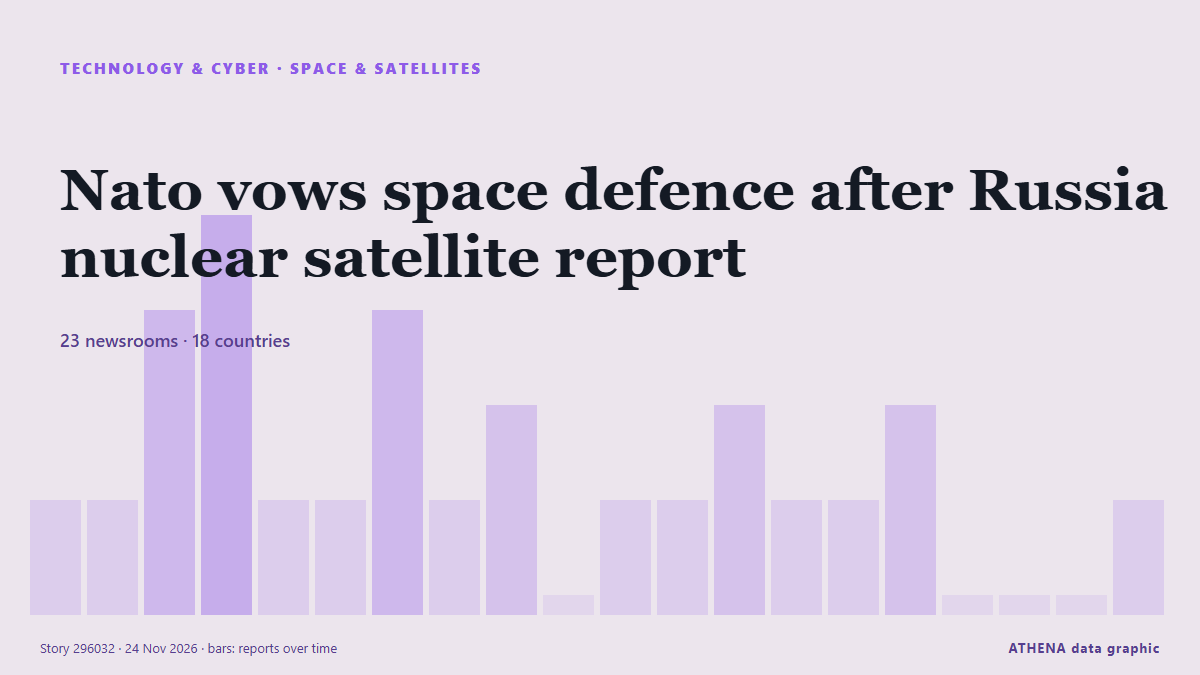 TECHNOLOGY & CYBER · SPACE & SATELLITES
Nato vows space defence after Russia
nuclear satellite report
23 newsrooms · 18 countries
Story 296032 · 24 Nov 2026 · bars: reports over time
ATHENA data graphic